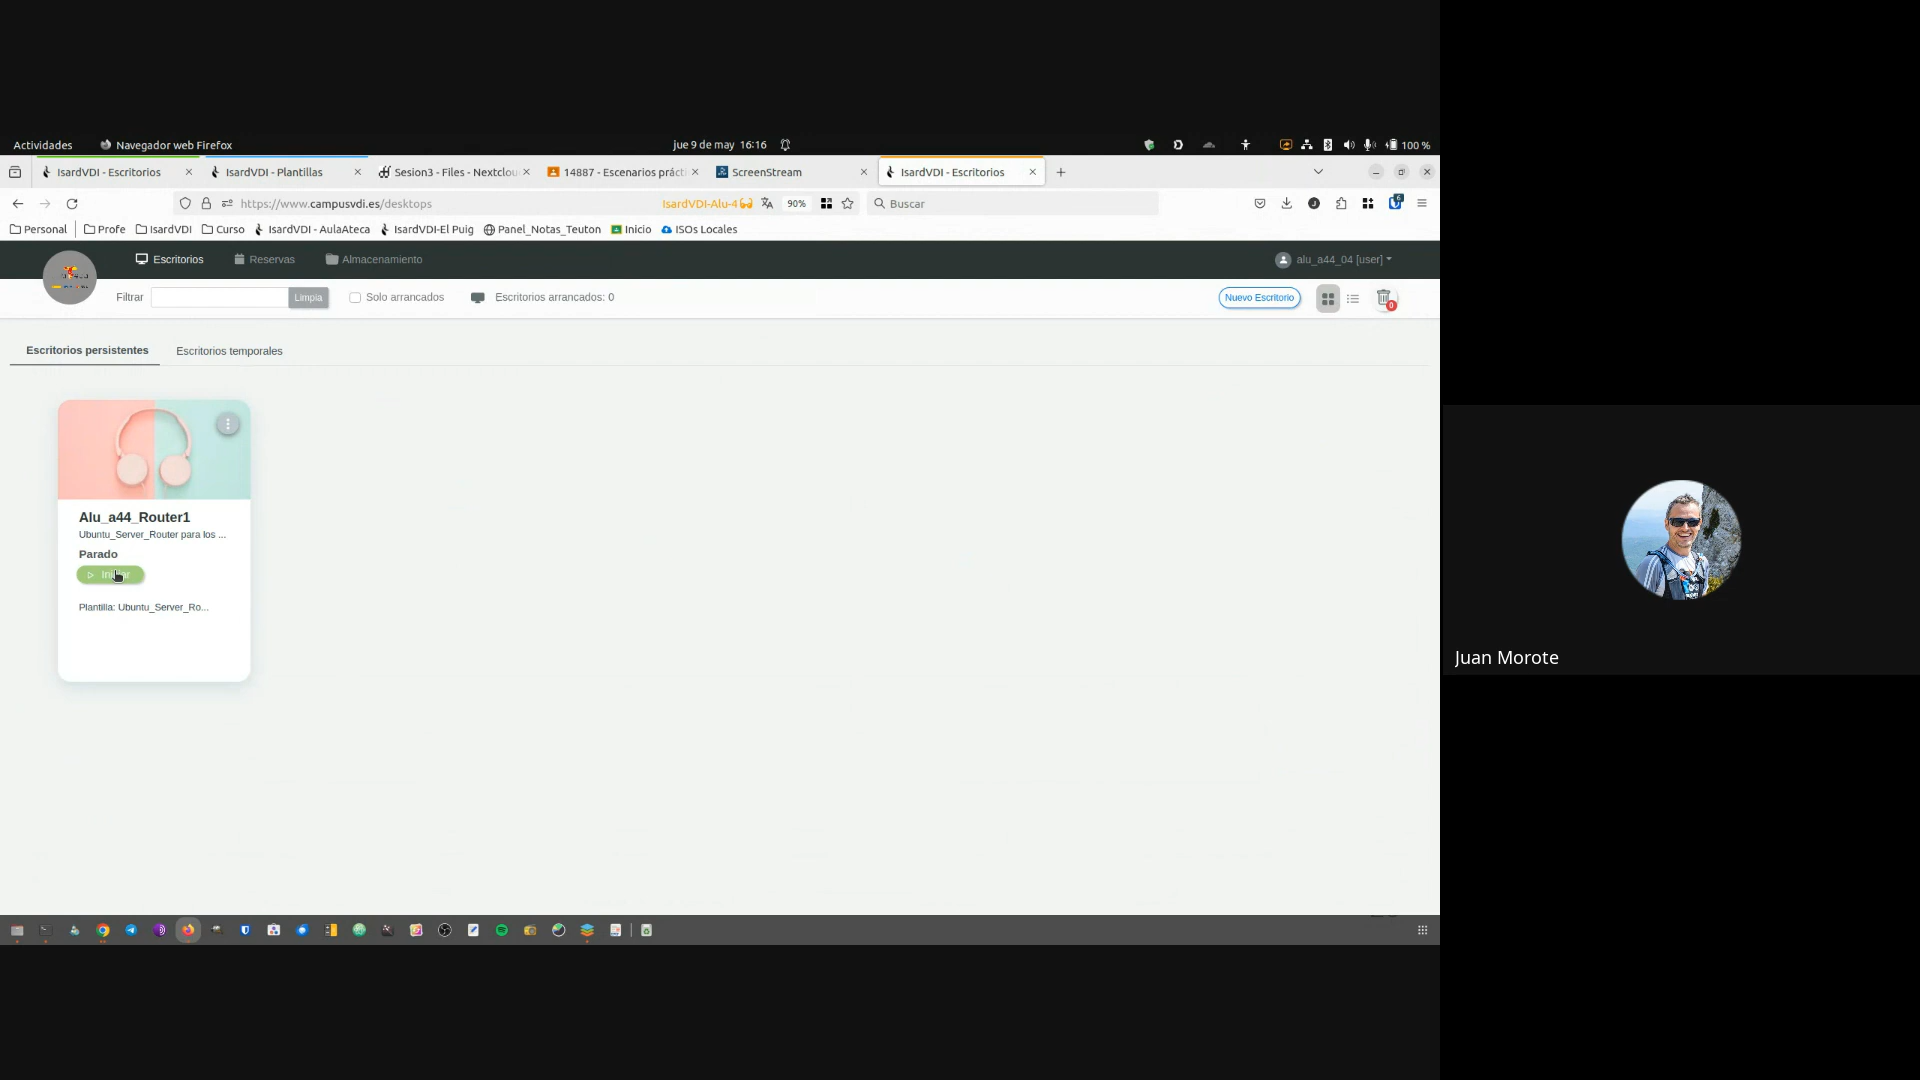 Actividades
Navegador web Firefox
jue 9 de may 16:16
100 %
IsardVDI - Escritorios
IsardVDI - Plantillas
Sesion3 - Files - Nextclou
14887 - Escenarios práct
ScreenStream
IsardVDI - Escritorios
https://www.campusvdi.es/desktops
IsardVDI-Alu-4
90%
Buscar
Personal
Profe
IsardVDI
Curso
IsardVDI - AulaAteca
IsardVDI-El Puig
Panel_Notas_Teuton
Inicio
ISOs Locales
Escritorios
Reservas
Almacenamiento
alu_a44_04 [user]
Filtrar
Limpia
Solo arrancados
Escritorios arrancados: 0
Nuevo Escritorio
0
Escritorios persistentes
Escritorios temporales
Alu_a44_Router1
Ubuntu_Server_Router para los ...
Parado
Plantilla: Ubuntu_Server_Ro...
Juan Morote